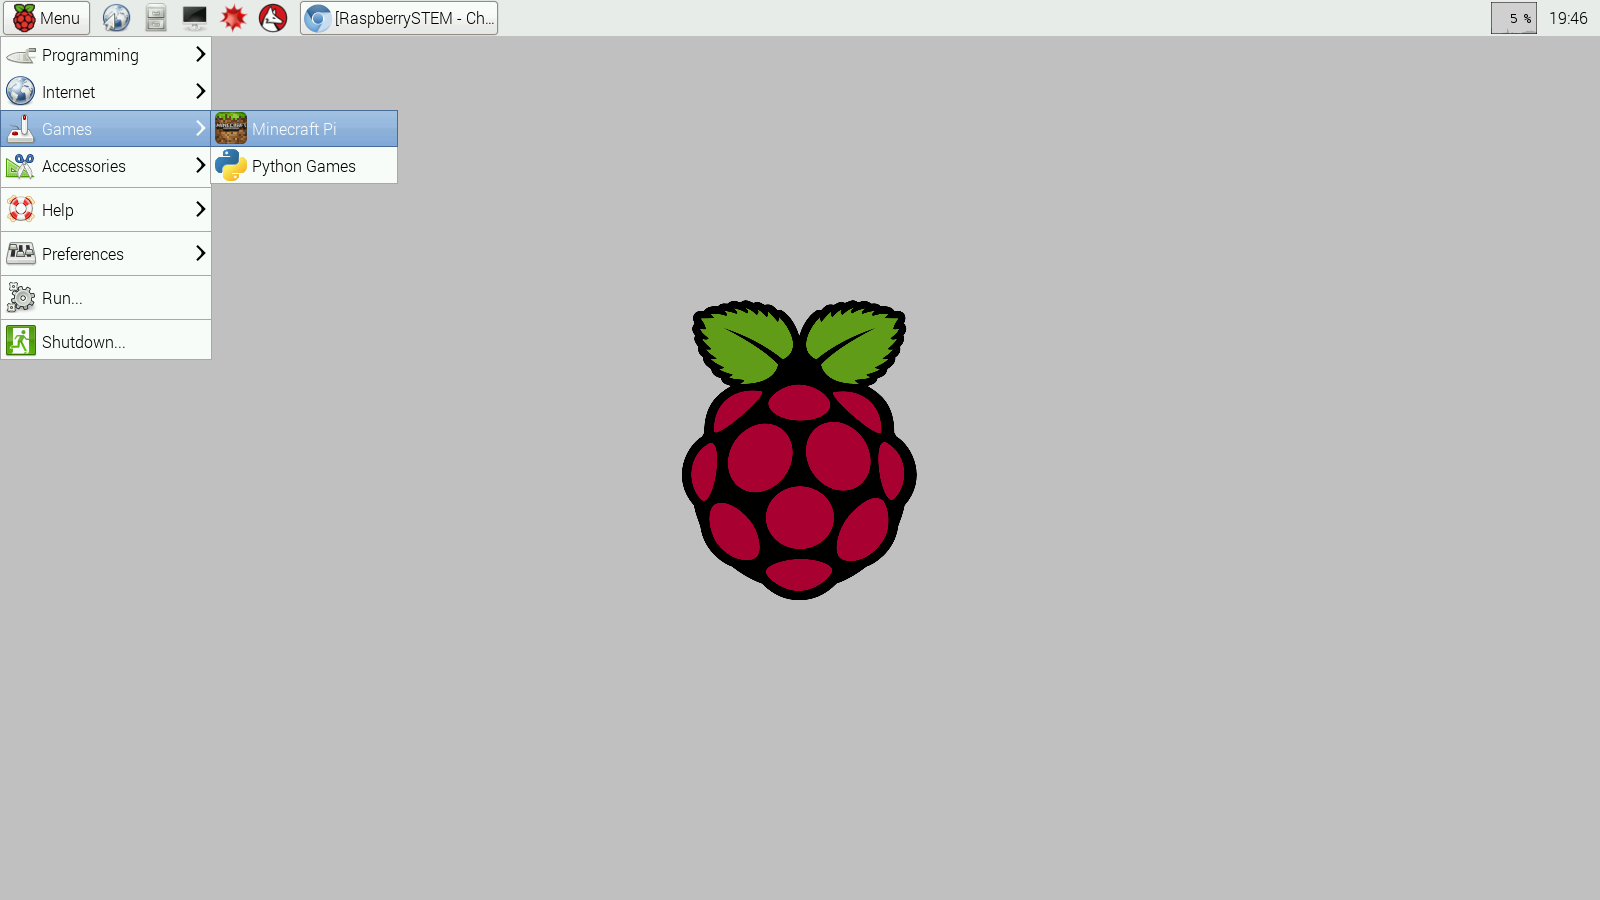 Menu
[RaspberrySTEM - Ch...
5 %
19:46
Programming
Internet
Games
Minecraft Pi
Accessories
Python Games
Help
Preferences
Run...
Shutdown...